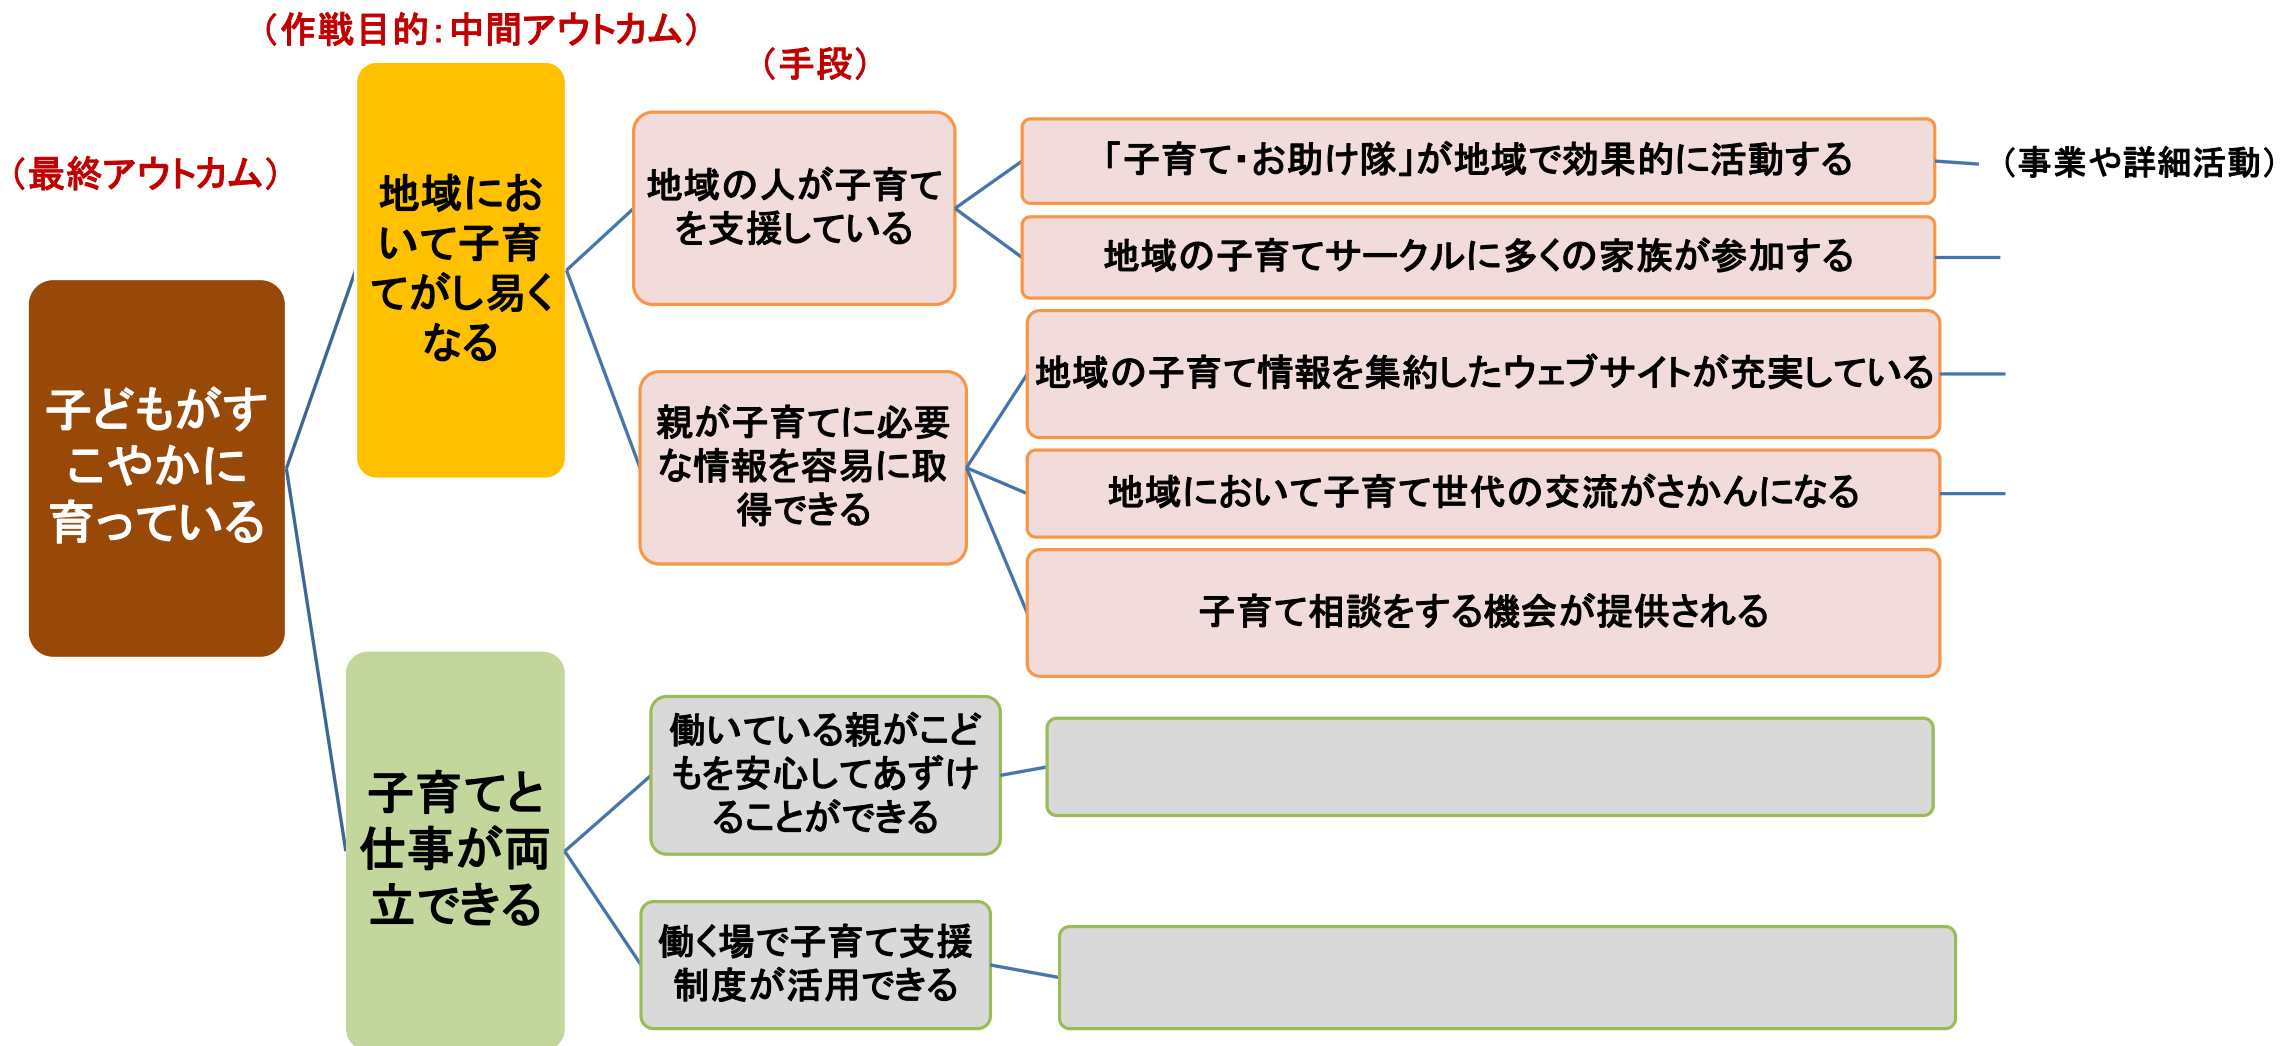 （作戦目的：中間アウトカム）
（手段）
（最終アウトカム）
子どもがす
こやかに
育っている
地域にお
いて子育
てがし易く
なる
地域の人が子育て
を支援している
「子育て・お助け隊」が地域で効果的に活動する
（事業や詳細活動）
地域の子育てサークルに多くの家族が参加する
親が子育てに必要
な情報を容易に取
得できる
地域の子育て情報を集約したウェブサイトが充実している
地域において子育て世代の交流がさかんになる
子育て相談をする機会が提供される
子育てと
仕事が両
立できる
働いている親がこど
もを安心してあずけ
ることができる
働く場で子育て支援
制度が活用できる